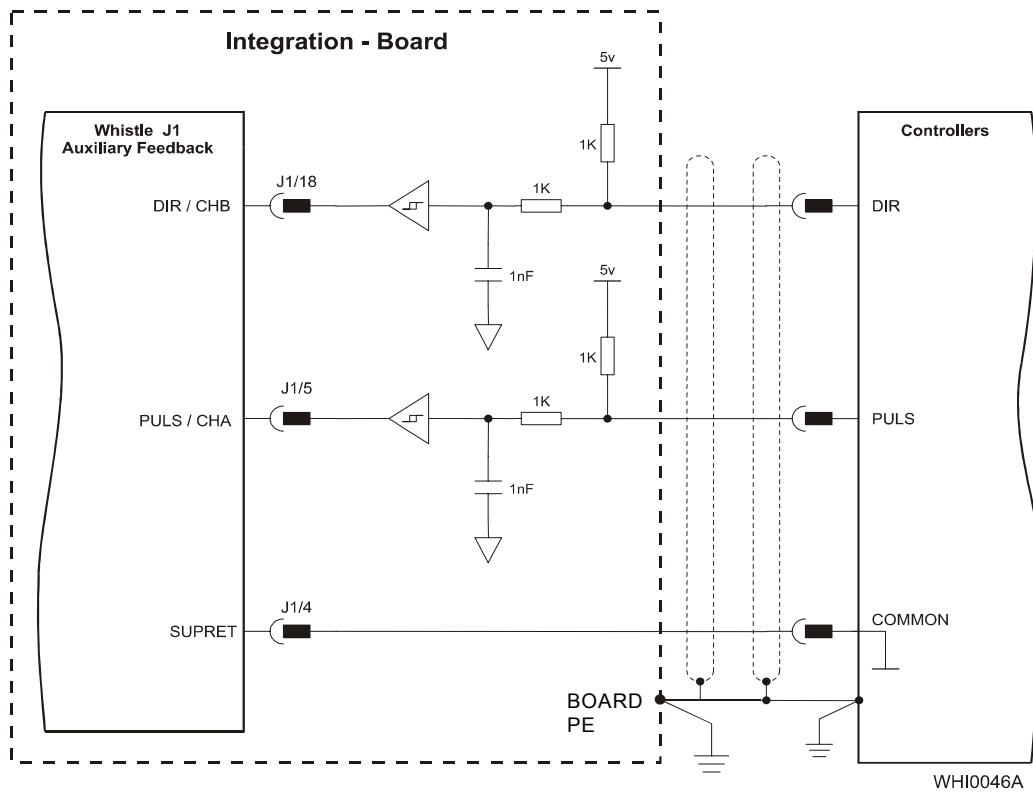 Integration - Board
5v
Whistle J1
Auxiliary Feedback
Controllers
1K
J1/18
1K
DIR / CHB
DIR
1nF
5v
1K
J1/5
1K
PULS / CHA
PULS
1nF
J1/4
SUPRET
COMMON
BOARD
PE
WHI0046A